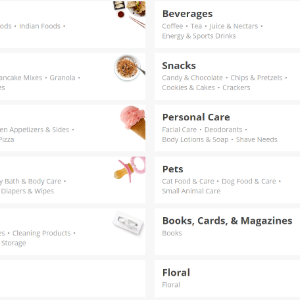 ods • Indian Foods •
ancake Mixes • Granola •
es
en Appetizers & Sides •
Pizza
y Bath & Body Care •
Diapers & Wipes
es • Cleaning Products •
Storage
Beverages
Coffee • Tea • Juice & Nectars •
Energy & Sports Drinks
Snacks
Candy & Chocolate • Chips & Pretzels •
Cookies & Cakes • Crackers
Personal Care
Facial Care • Deodorants •
Body Lotions & Soap • Shave Needs
Pets
Cat Food & Care • Dog Food & Care •
Small Animal Care
Books, Cards, & Magazines
Books
Floral
Floral